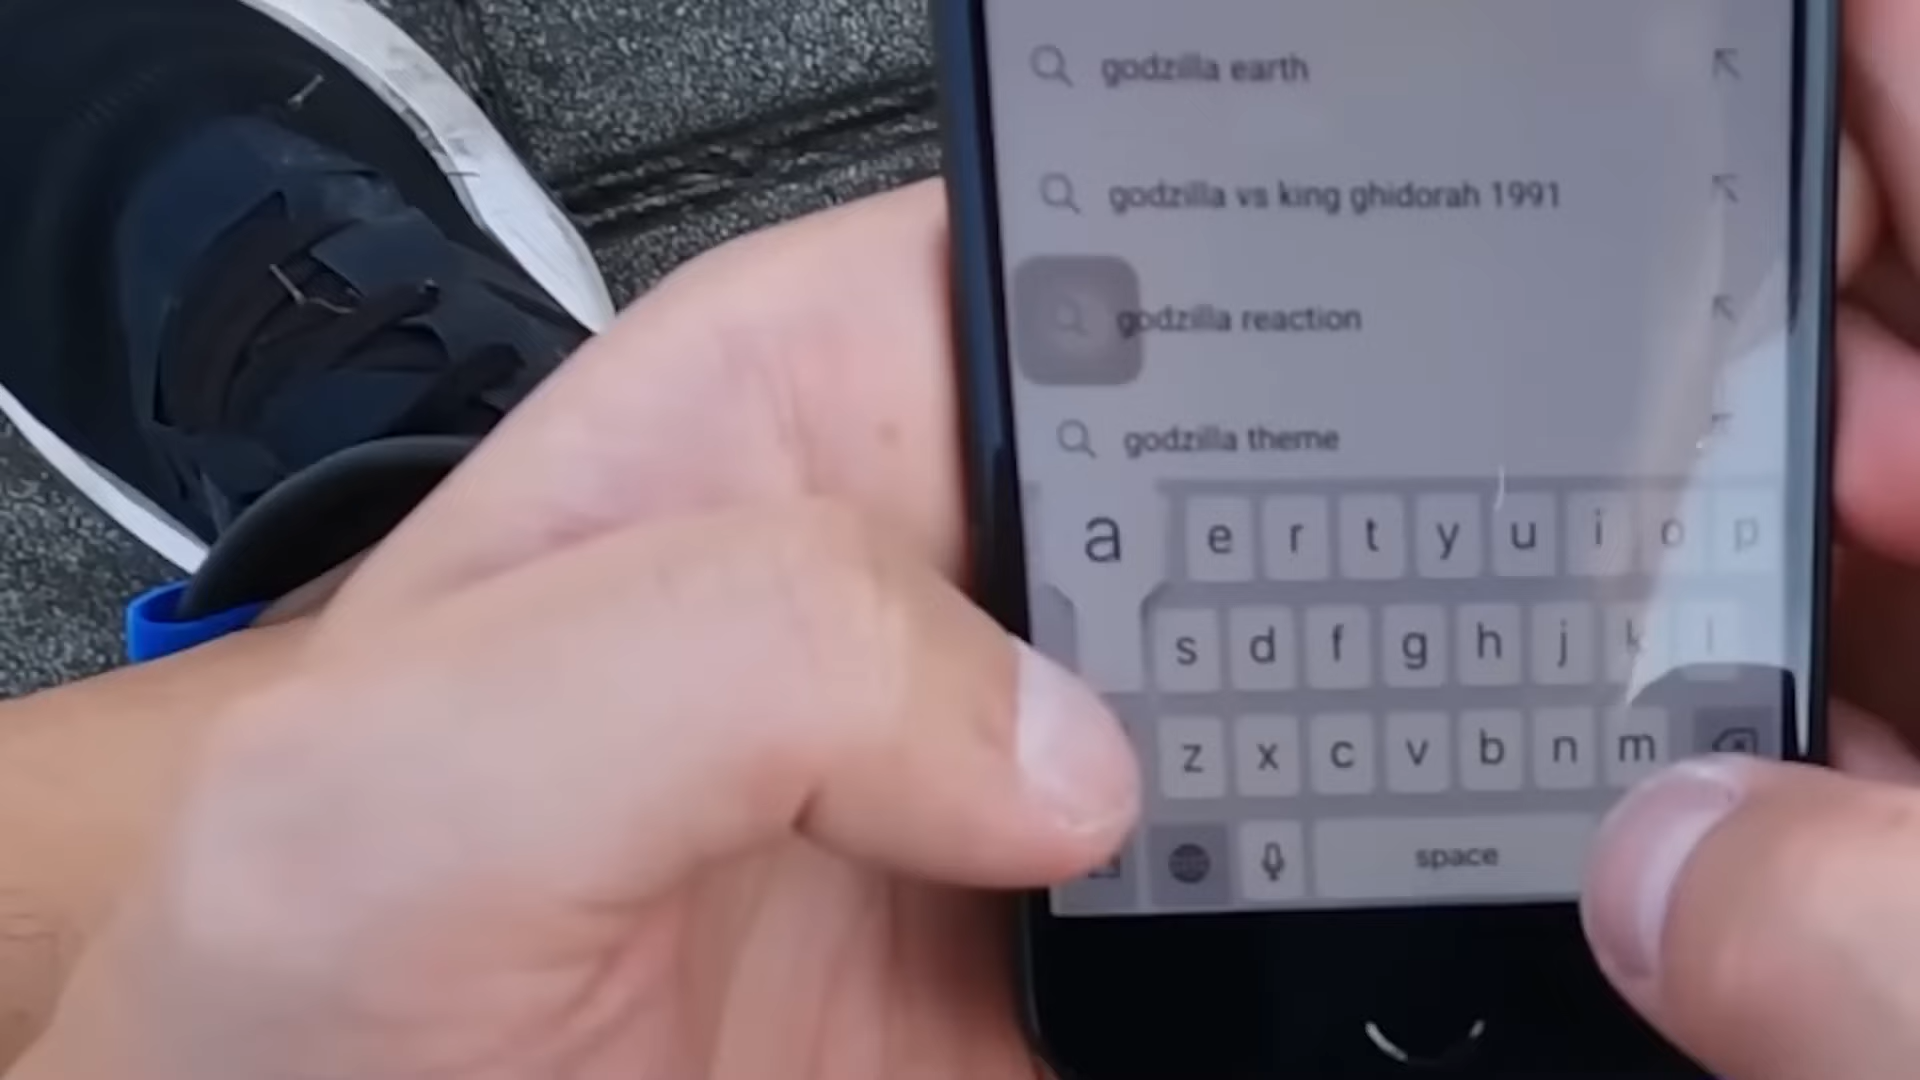 godzilla earth
godzilla vs king ghidorah 1991
godzilla reaction
godzilla theme
a e r t y u i o p
s d f g h j k l
z x c v b n m
space